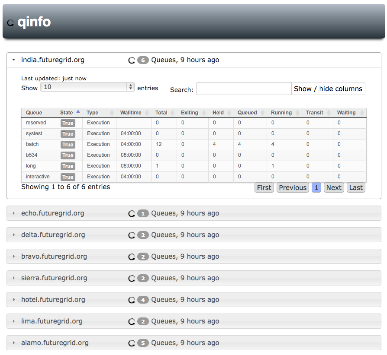 qinfo
india.futuregrid.org 6 Queues, 9 hours ago
Last updated: just now
Show 10 entries Search: Show / hide columns
Queue State Type Walltime Total Exiting Held Queued Running Transit Waiting
reserved True Execution 0 0 0 0 0 0 0
systest True Execution 04:00:00 0 0 0 0 0 0 0
batch True Execution 04:00:00 12 0 4 4 4 0 0
b534 True Execution 08:00:00 0 0 0 0 0 0 0
long True Execution 08:00:00 1 0 0 0 1 0 0
interactive True Execution 04:00:00 0 0 0 0 0 0 0
Showing 1 to 6 of 6 entries First Previous 1 Next Last
echo.futuregrid.org 1 Queues, 9 hours ago
delta.futuregrid.org 3 Queues, 9 hours ago
bravo.futuregrid.org 2 Queues, 9 hours ago
sierra.futuregrid.org 3 Queues, 9 hours ago
hotel.futuregrid.org 4 Queues, 9 hours ago
lima.futuregrid.org 2 Queues, 9 hours ago
alamo.futuregrid.org 5 Queues, 9 hours ago